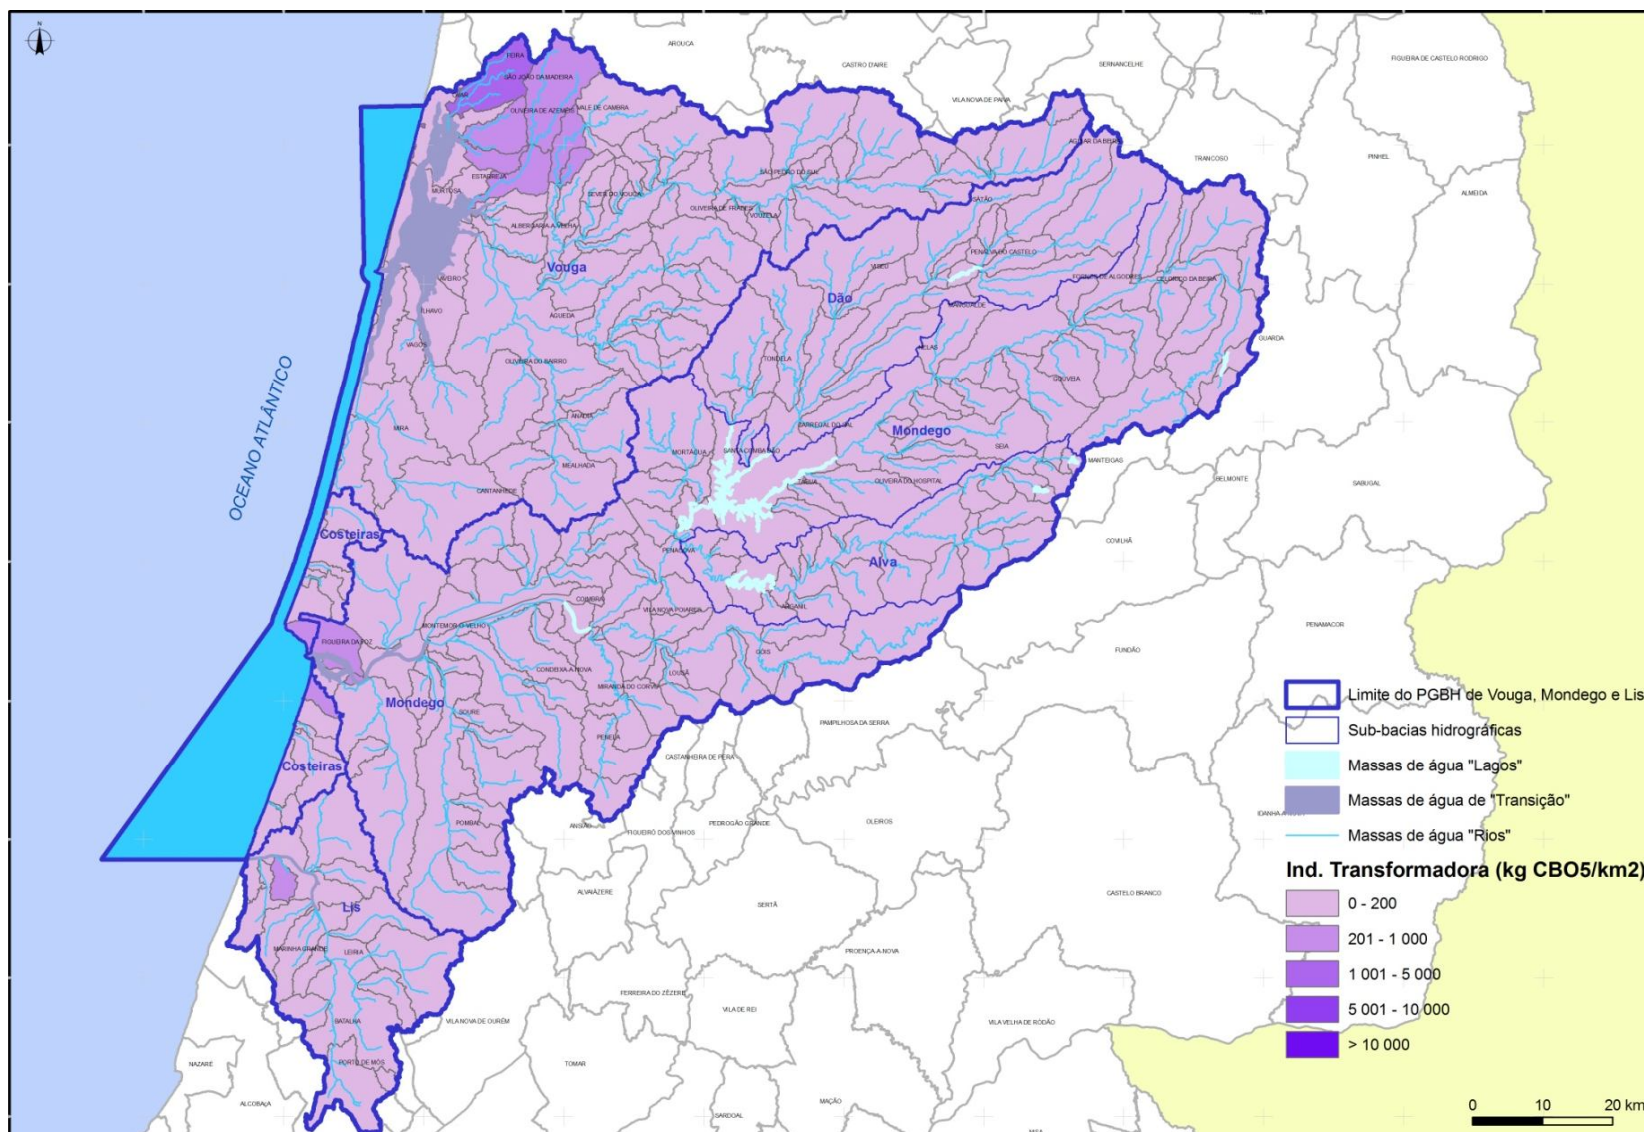 N
AROUCA
CASTRO D'AIRE
SERNANCELHE
FIGUEIRA DE CASTELO RODRIGO
FEIRA
SÃO JOÃO DA MADEIRA
VILA NOVA DE PAIVA
OVAR
OLIVEIRA DE AZEMÉIS
VALE DE CAMBRA
AGUIAR DA BEIRA
TRANCOSO
PINHEL
ESTARREJA
SÃO PEDRO DO SUL
MURTOSA
SEVER DO VOUGA
ALMEIDA
OLIVEIRA DE FRADES
VOUZELA
SATÃO
ALBERGARIA-A-VELHA
PENALVA DO CASTELO
Vouga
VISEU
AVEIRO
FORNOS DE ALGODRES
CELORICO DA BEIRA
Dão
MANGUALDE
ÍLHAVO
ÁGUEDA
GUARDA
VAGOS
NELAS
OLIVEIRA DO BAIRRO
TONDELA
GOUVEIA
OCEANO ATLÂNTICO
ANADIA
MIRA
CARREGAL DO SAL
Mondego
MORTÁGUA
SANTA COMBA DÃO
SEIA
MEALHADA
MANTEIGAS
TÁBUA
OLIVEIRA DO HOSPITAL
BELMONTE
SABUGAL
CANTANHEDE
Costeiras
COVILHÃ
PENACOVA
Alva
COIMBRA
VILA NOVA POIARES
ARGANIL
MONTEMOR-O-VELHO
PENAMACOR
FIGUEIRA DA FOZ
GÓIS
FUNDÃO
CONDEIXA-A-NOVA
LOUSÃ
MIRANDA DO CORVO
Limite do PGBH de Vouga, Mondego e Lis
Mondego
SOURE
PAMPILHOSA DA SERRA
Sub-bacias hidrográficas
PENELA
CASTANHEIRA DE PERA
Costeiras
Massas de água "Lagos"
Massas de água de "Transição"
POMBAL
ANSIÃO
FIGUEIRÓ DOS VINHOS
PEDRÓGÃO GRANDE
OLEIROS
IDANHA-A-NOVA
Massas de água "Rios"
Ind. Transformadora (kg CBO5/km2)
ALVAIÁZERE
SERTÃ
CASTELO BRANCO
0 - 200
Lis
201 - 1 000
MARINHA GRANDE
LEIRIA
PROENÇA-A-NOVA
1 001 - 5 000
FERREIRA DO ZÊZERE
5 001 - 10 000
VILA DE REI
BATALHA
VILA NOVA DE OURÉM
VILA VELHA DE RÓDÃO
> 10 000
NAZARÉ
PORTO DE MÓS
TOMAR
ALCOBAÇA
SARDOAL
MAÇÃO
0 10 20 km